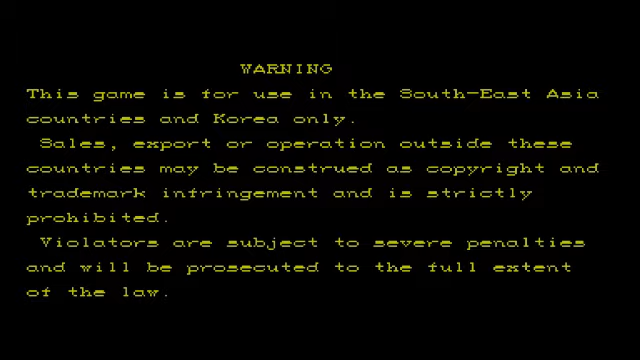 WARNING
This game is for use in the South-East Asia
countries and Korea only.
Sales, export or operation outside these
countries may be construed as copyright and
trademark infringement and is strictly
prohibited.
Violators are subject to severe penalties
and will be prosecuted to the full extent
of the law.